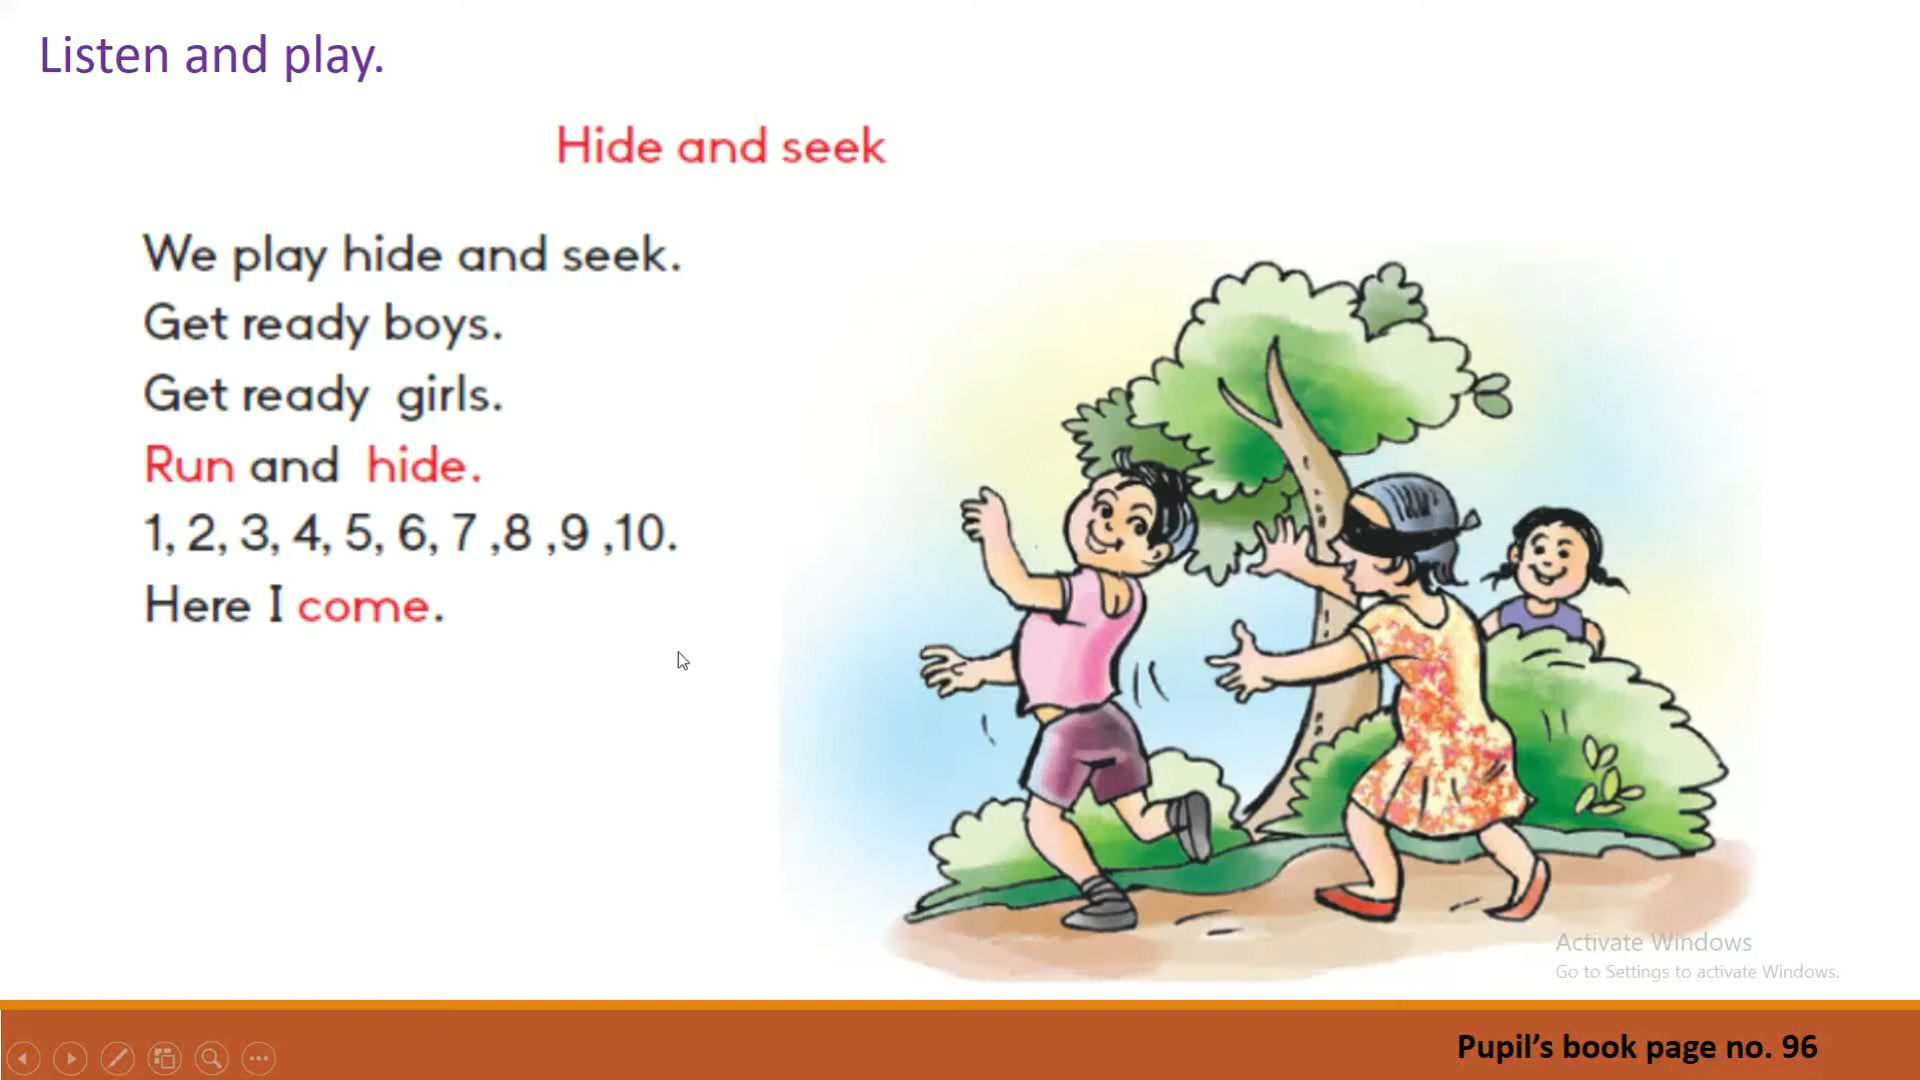 Listen and play.
Hide and seek
We play hide and seek.
Get ready boys.
Get ready girls.
Run and hide.
1, 2, 3, 4, 5, 6, 7 ,8 ,9 ,10.
Here I come.
Activate Windows
Go to Settings to activate Windows.
Pupil's book page no. 96